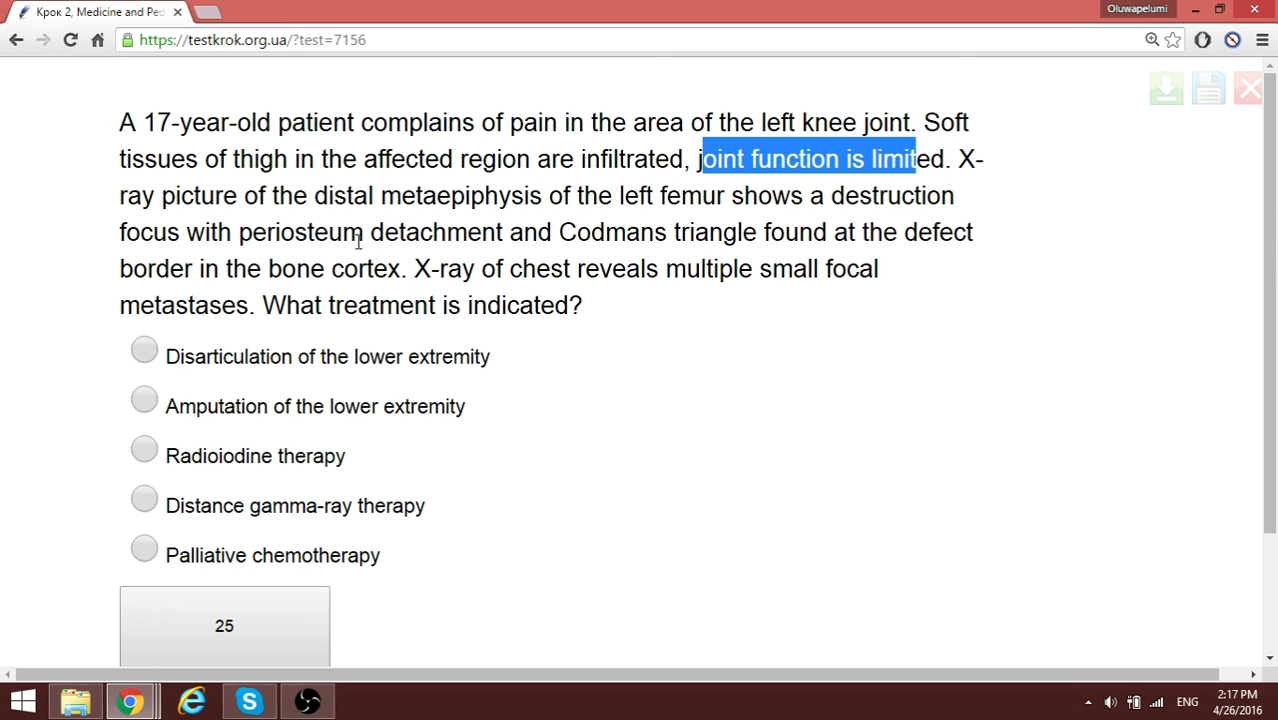 Крок 2, Medicine and Ped
Oluwapelumi
https://testkrok.org.ua/?test=7156
A 17-year-old patient complains of pain in the area of the left knee joint. Soft
tissues of thigh in the affected region are infiltrated, joint function is limited. X-
ray picture of the distal metaepiphysis of the left femur shows a destruction
focus with periosteum detachment and Codmans triangle found at the defect
border in the bone cortex. X-ray of chest reveals multiple small focal
metastases. What treatment is indicated?
Disarticulation of the lower extremity
Amputation of the lower extremity
Radioiodine therapy
Distance gamma-ray therapy
Palliative chemotherapy
25
ENG
2:17 PM
4/26/2016